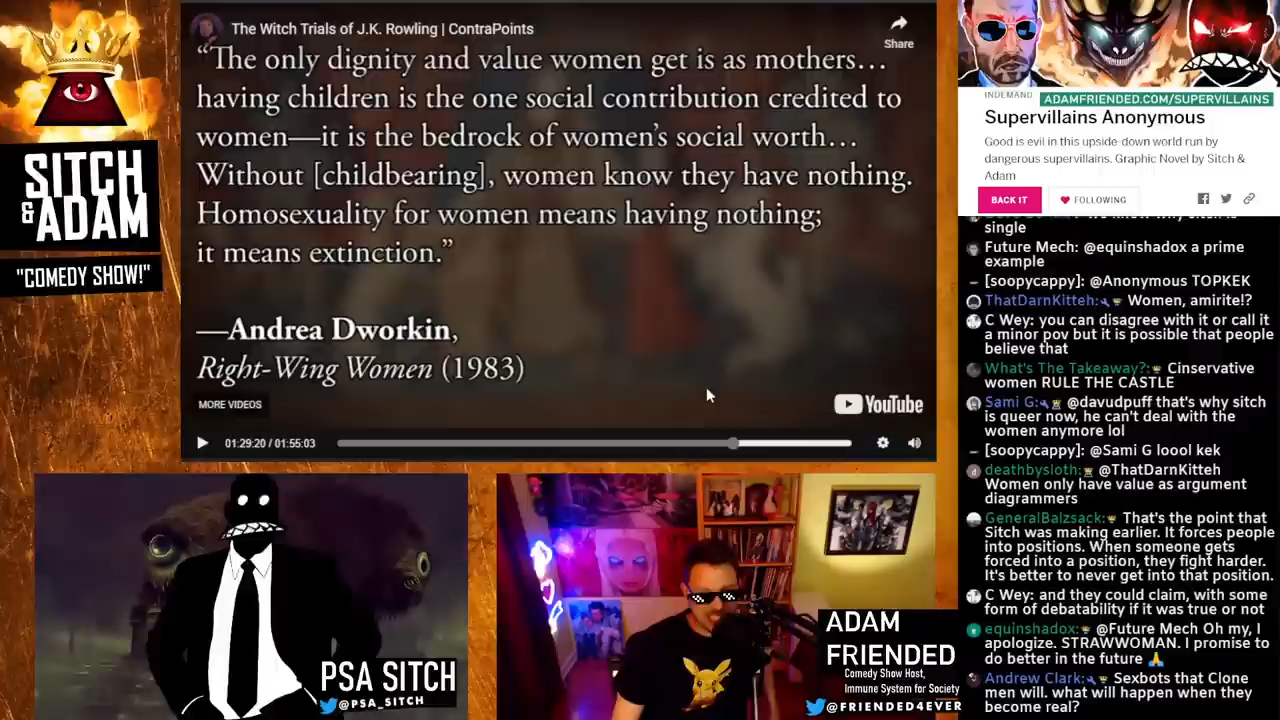 The Witch Trials of J.K. Rowling | ContraPoints
Share
“The only dignity and value women get is as mothers…
having children is the one social contribution credited to
women—it is the bedrock of women’s social worth…
Without [childbearing], women know they have nothing.
Homosexuality for women means having nothing;
it means extinction.”
—Andrea Dworkin,
Right-Wing Women (1983)
MORE VIDEOS
YouTube
01:29:20 / 01:55:03
SITCH
& ADAM
"COMEDY SHOW!"
PSA SITCH
@PSA_SITCH
ADAM
FRIENDED
Comedy Show Host,
Immune System for Society
@FRIENDED4EVER
INDEMAND
ADAMFRIENDED.COM/SUPERVILLAINS
Supervillains Anonymous
Good is evil in this upside-down world run by
dangerous supervillains. Graphic Novel by Sitch &
Adam
BACK IT
FOLLOWING
single
Future Mech: @equinshadox a prime
example
[soopycappy]: @Anonymous TOPKEK
ThatDarnKitteh: Women, amirite!?
C Wey: you can disagree with it or call it
a minor pov but it is possible that people
believe that
What's The Takeaway?: Cinservative
women RULE THE CASTLE
Sami G: @davudpuff that's why sitch
is queer now, he can't deal with the
women anymore lol
[soopycappy]: @Sami G loool kek
deathbysloth: @ThatDarnKitteh
Women only have value as argument
diagrammers
GeneralBalzsack: That's the point that
Sitch was making earlier. It forces people
into positions. When someone gets
forced into a position, they fight harder.
It's better to never get into that position.
C Wey: and they could claim, with some
form of debatability if it was true or not
equinshadox: @Future Mech Oh my, I
apologize. STRAWWOMAN. I promise to
do better in the future 🙏
Andrew Clark: Sexbots that Clone
men will. what will happen when they
become real?